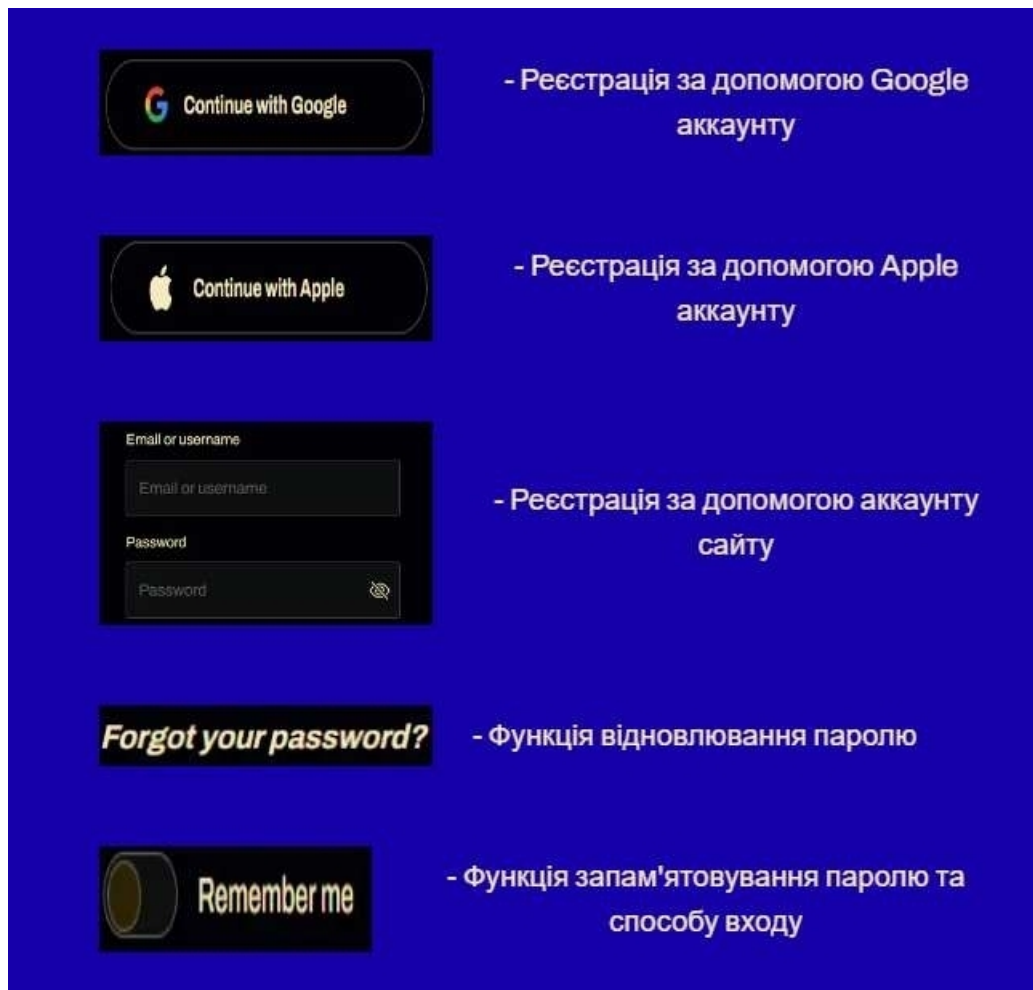 Continue with Google
- Реєстрація за допомогою Google
аккаунту
Continue with Apple
- Реєстрація за допомогою Apple
аккаунту
Email or username
Email or username
Password
Password
- Реєстрація за допомогою аккаунту
сайту
Forgot your password?
- Функція відновлювання паролю
Remember me
- Функція запам'ятовування паролю та
способу входу